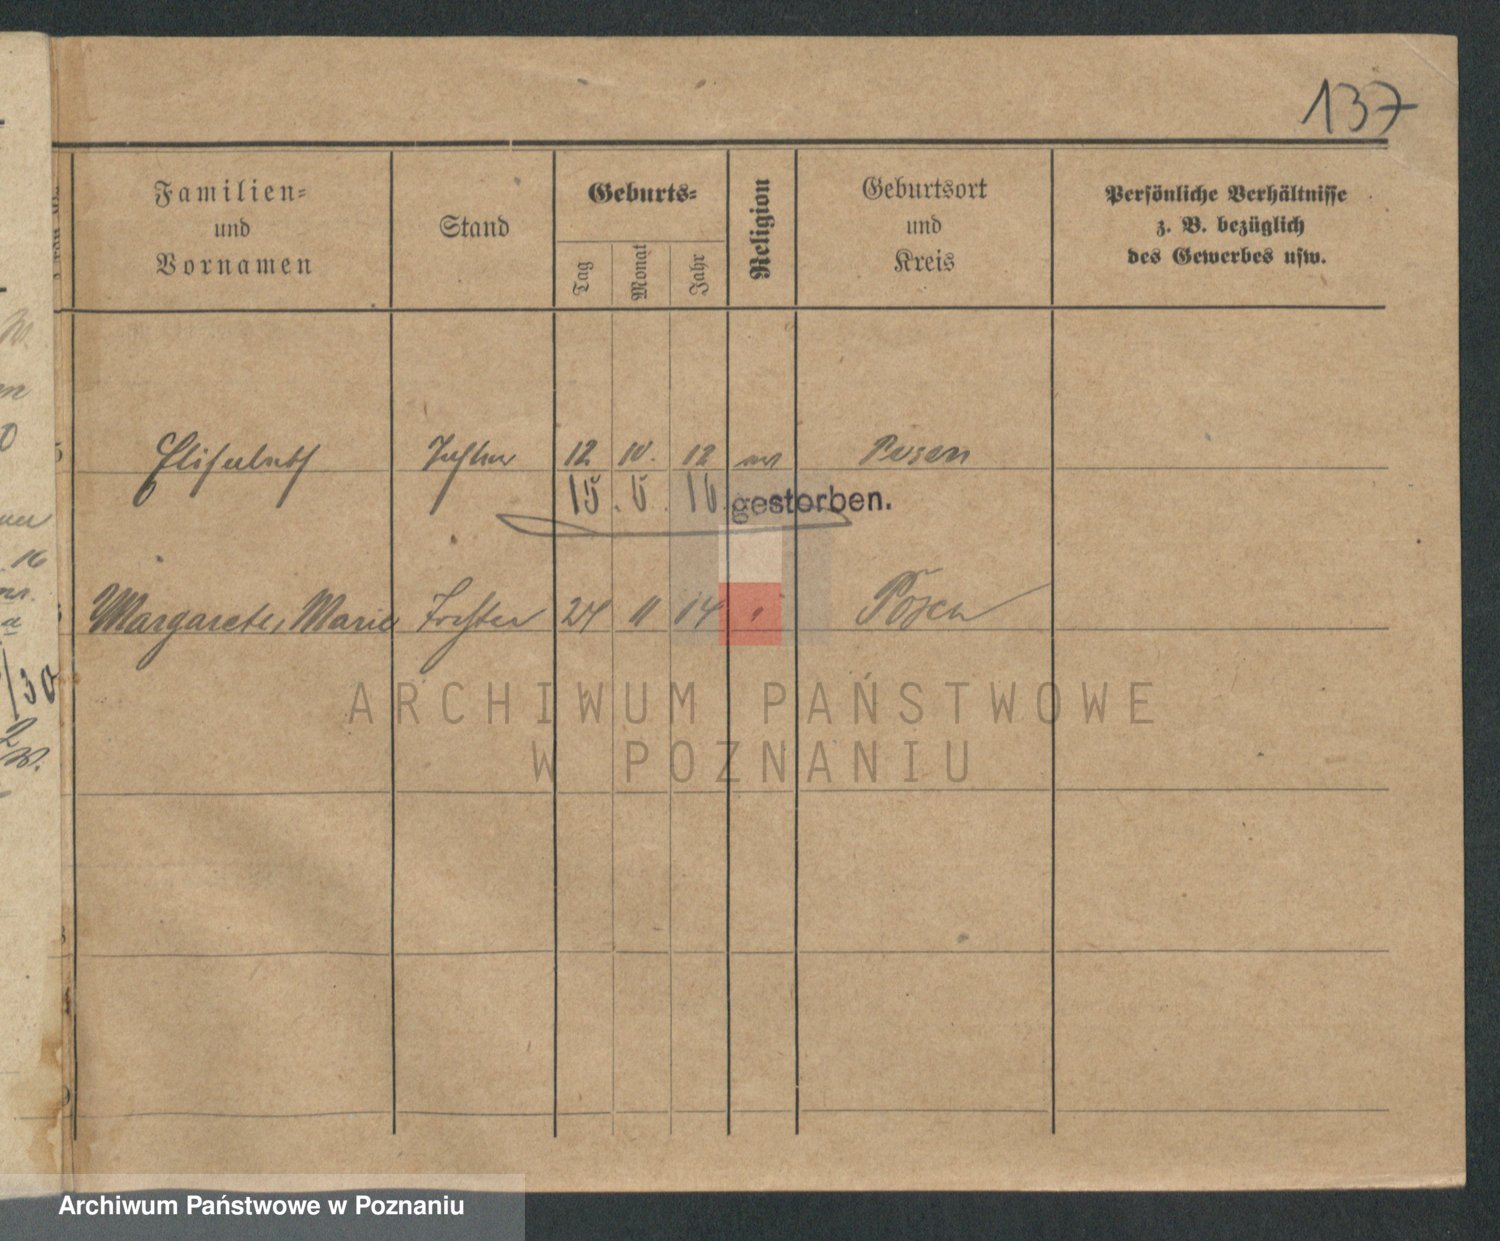 137
Familien-
und
Vornamen
Stand
Geburts-
Tag
Monat
Jahr
Religion
Geburtsort
und
Kreis
Persönliche Verhältnisse
z. B. bezüglich
des Gewerbes usw.
Elisabeth Tochter 12 10. 12 Posen
15. 5. 16 gestorben.
Margarete, Marie Tochter 24 11 14 Posen
ARCHIWUM PAŃSTWOWE
W POZNANIU
/30
Archiwum Państwowe w Poznaniu